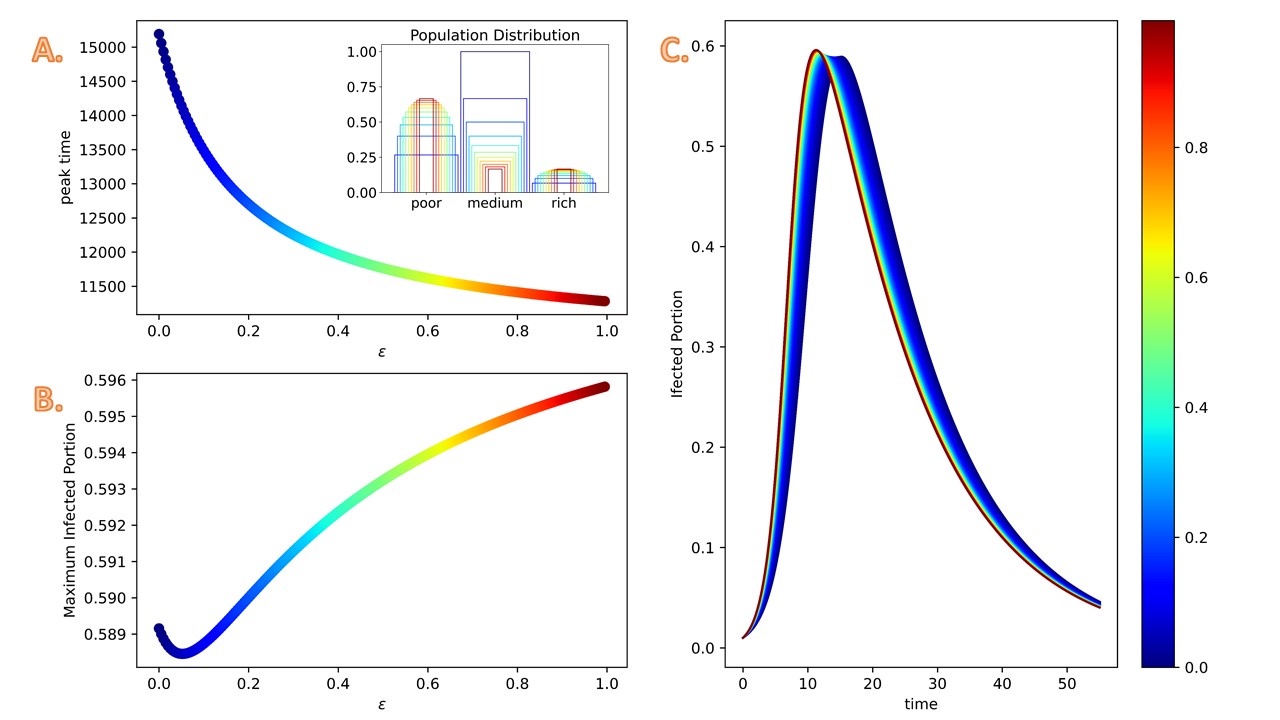 A.
15000
14500
14000
13500
13000
12500
12000
11500
peak time
0.0 0.2 0.4 0.6 0.8 1.0
ε
Population Distribution
1.00
0.75
0.50
0.25
0.00
poor medium rich
B.
0.596
0.595
0.594
0.593
0.592
0.591
0.590
0.589
Maximum Infected Portion
0.0 0.2 0.4 0.6 0.8 1.0
ε
C.
0.6
0.5
0.4
0.3
0.2
0.1
0.0
Ifected Portion
0 10 20 30 40 50
time
0.8
0.6
0.4
0.2
0.0